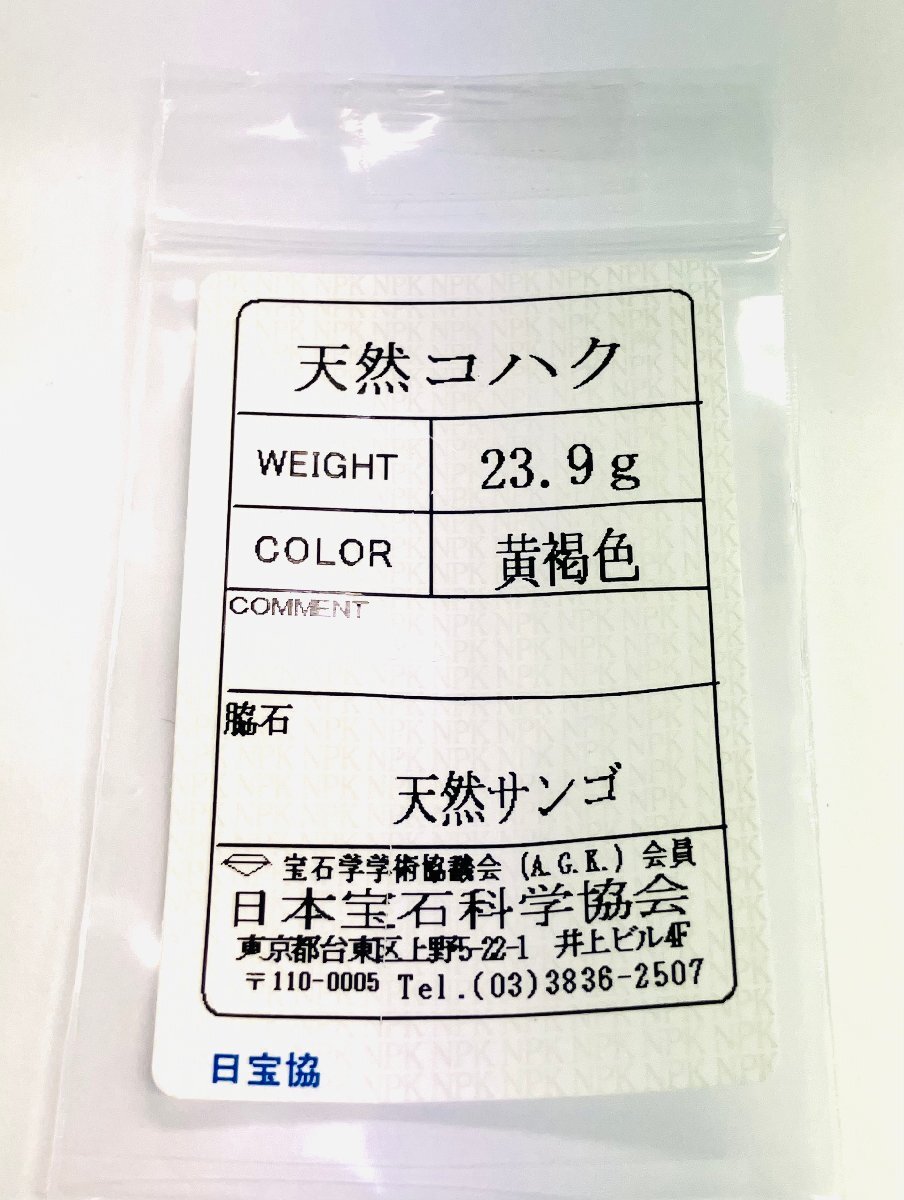 天然コハク
WEIGHT 23.9g
COLOR 黄褐色
COMMENT
脇石
天然サンゴ
宝石学学術協議会 (A.G.K.) 会員
日本宝石科学協会
東京都台東区上野5-22-1 井上ビル4F
〒110-0005 Tel.(03)3836-2507
日宝協